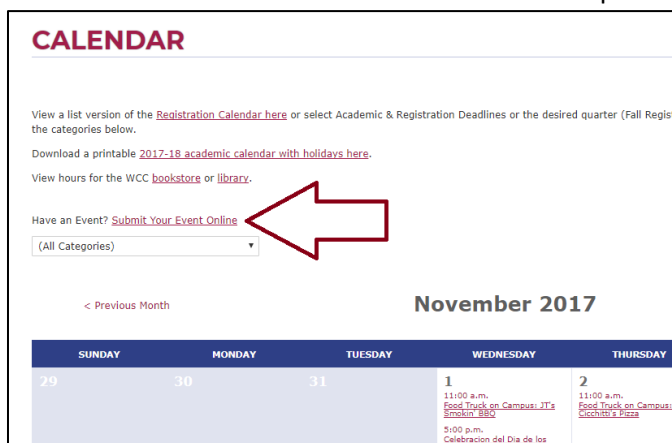 CALENDAR
View a list version of the Registration Calendar here or select Academic & Registration Deadlines or the desired quarter (Fall
the categories below.
Download a printable 2017-18 academic calendar with holidays here.
View hours for the WCC bookstore or library.
Have an Event? Submit Your Event Online
(All Categories)
< Previous Month
November 2017
SUNDAY MONDAY TUESDAY WEDNESDAY THURSDAY
29 30 31 1 2
11:00 a.m. 11:00 a.m.
Food Truck on Campus: JT's Food Truck on Campus:
Smokin' BBQ Cicchitti's Pizza
5:00 p.m.
Celebracion del Dia de los